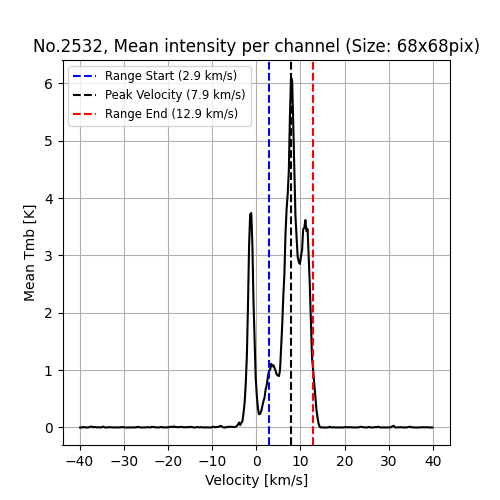 No.2532, Mean intensity per channel (Size: 68x68pix)
Range Start (2.9 km/s)
Peak Velocity (7.9 km/s)
Range End (12.9 km/s)
6
5
4
3
2
1
0
Mean Tmb [K]
−40 −30 −20 −10 0 10 20 30 40
Velocity [km/s]